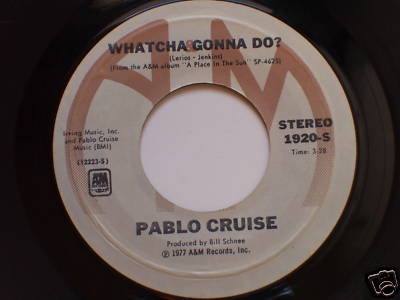 WHATCHA GONNA DO?
(Lerios - Jenkins)
(From the A&M album "A Place In The Sun" SP-4625)
Irving Music, Inc.
and Pablo Cruise
Music (BMI)
(12223-S)
STEREO
1920-S
Time: 3:28
A&M
RECORDS
PABLO CRUISE
Produced by Bill Schnee
℗ 1977 A&M Records, Inc.